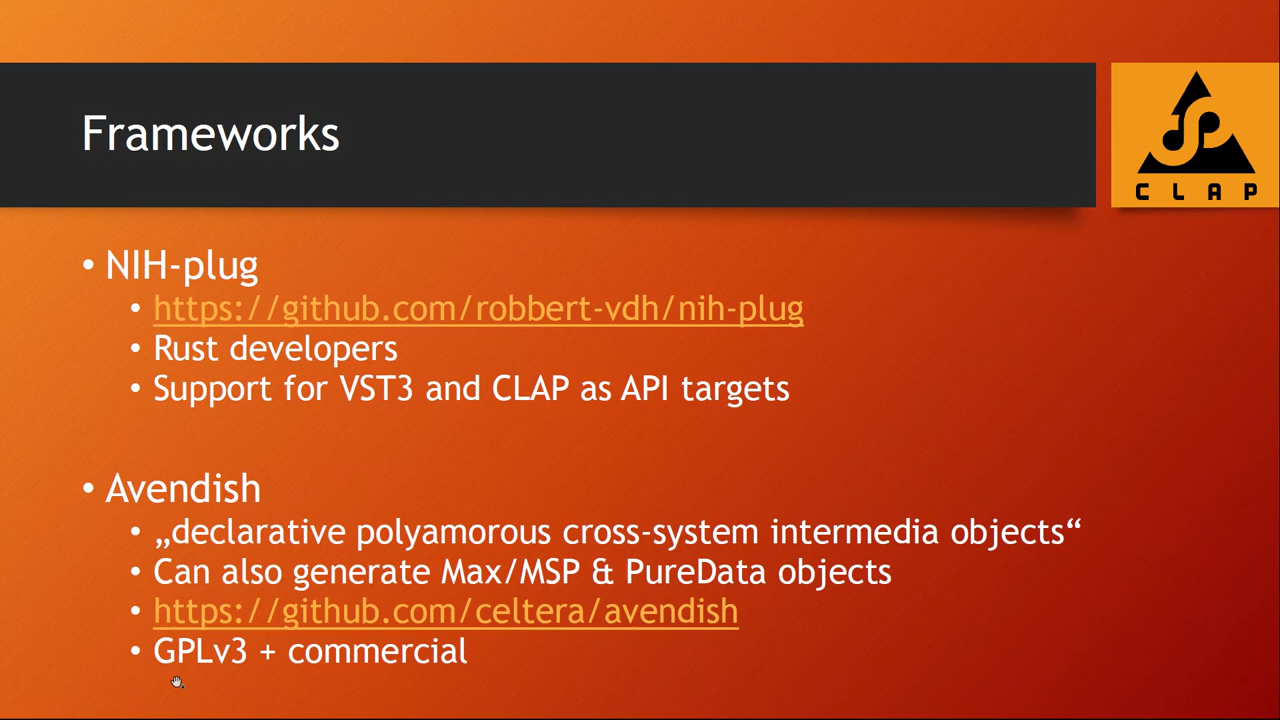 Frameworks
CLAP
• NIH-plug
• https://github.com/robbert-vdh/nih-plug
• Rust developers
• Support for VST3 and CLAP as API targets
• Avendish
• „declarative polyamorous cross-system intermedia objects“
• Can also generate Max/MSP & PureData objects
• https://github.com/celtera/avendish
• GPLv3 + commercial